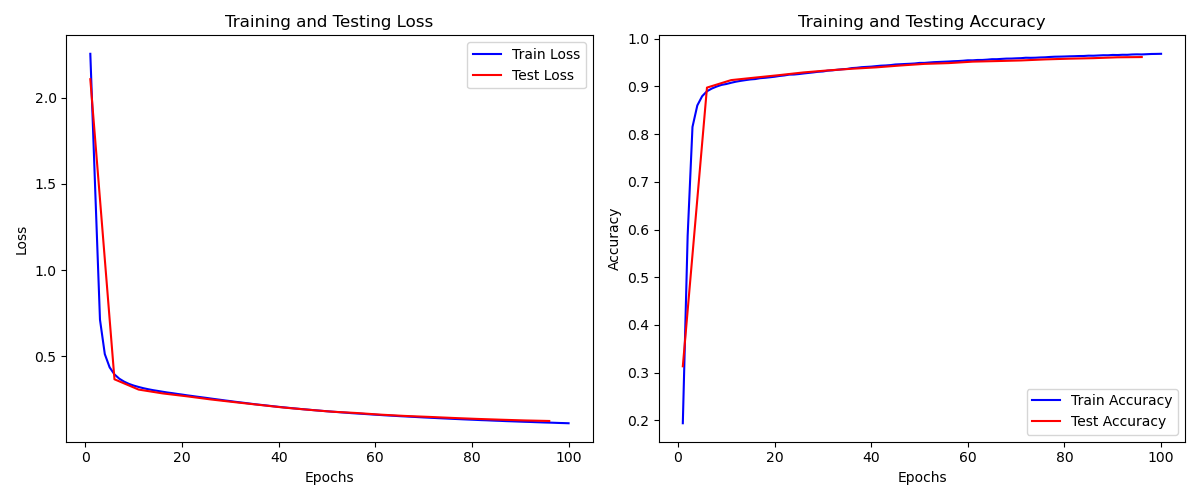 Training and Testing Loss
Train Loss
Test Loss
2.0
1.5
1.0
0.5
Loss
0
20
40
60
80
100
Epochs
Training and Testing Accuracy
1.0
0.9
0.8
0.7
0.6
0.5
0.4
0.3
0.2
Accuracy
Train Accuracy
Test Accuracy
0
20
40
60
80
100
Epochs